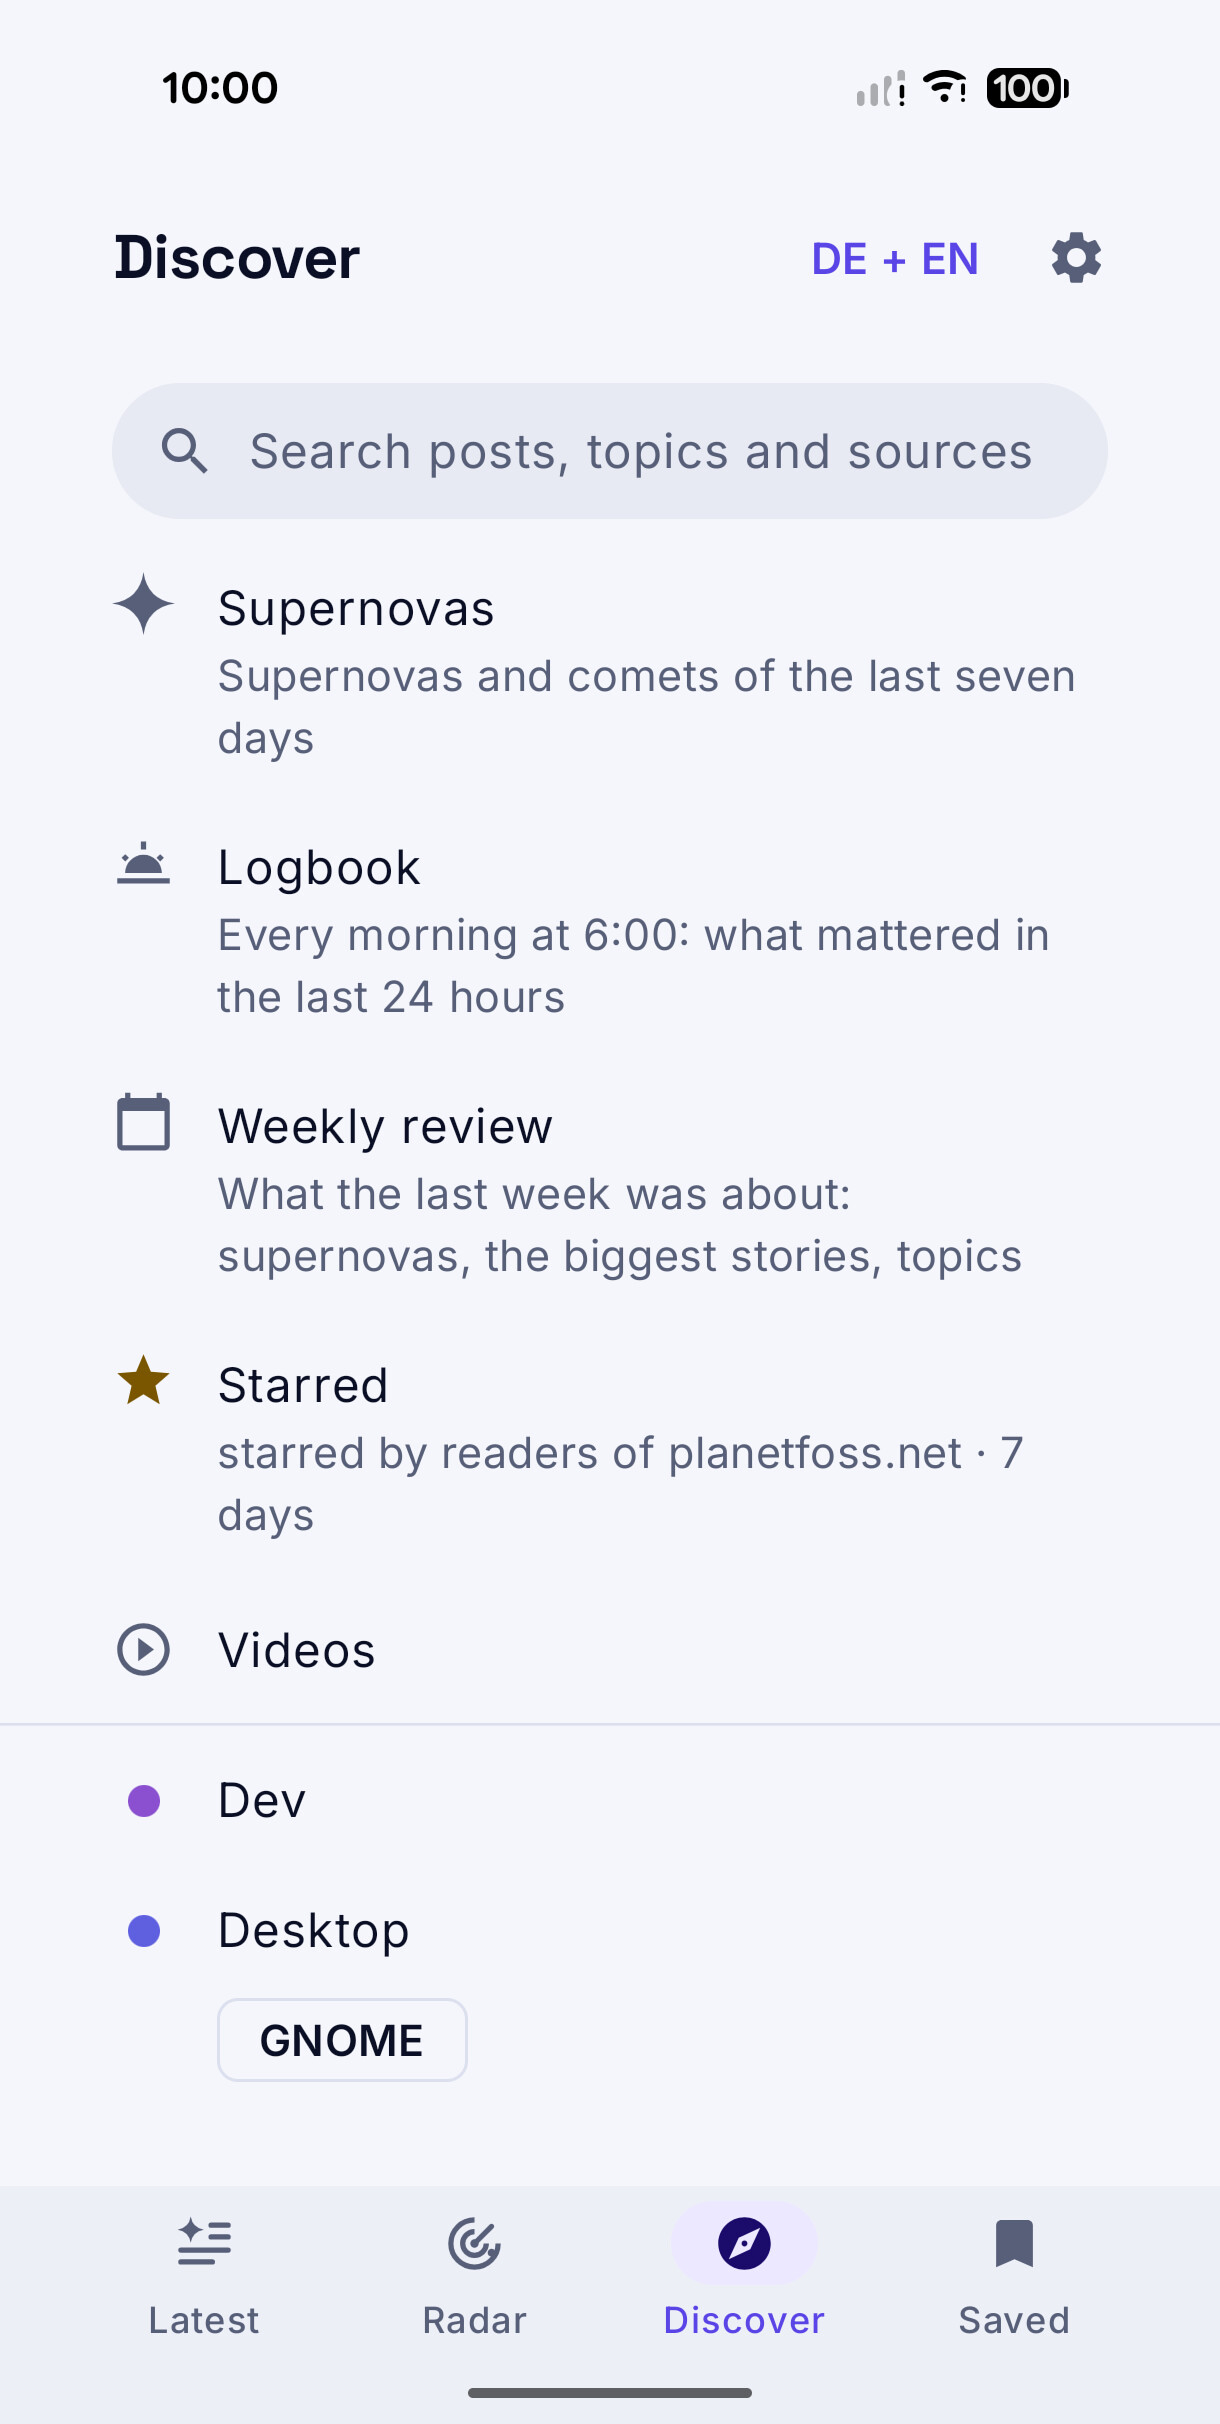 10:00
100
Discover
DE + EN
Search posts, topics and sources
Supernovas
Supernovas and comets of the last seven
days
Logbook
Every morning at 6:00: what mattered in
the last 24 hours
Weekly review
What the last week was about:
supernovas, the biggest stories, topics
Starred
starred by readers of planetfoss.net · 7
days
Videos
Dev
Desktop
GNOME
Latest
Radar
Discover
Saved